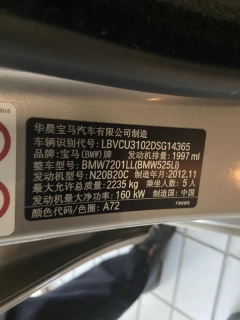 华晨宝马汽车有限公司制造
车辆识别代号: LBVCU3102DSG14365
品牌: 宝马(BMW)牌 发动机排量: 1997 ml
整车型号: BMW7201LL(BMW525Li)
发动机型号: N20B20C 制造年月: 2012.11
最大允许总质量: 2235 kg 乘坐人数: 5 人
发动机最大净功率: 160 kW 制造国: 中国
颜色代码/色圈: A72